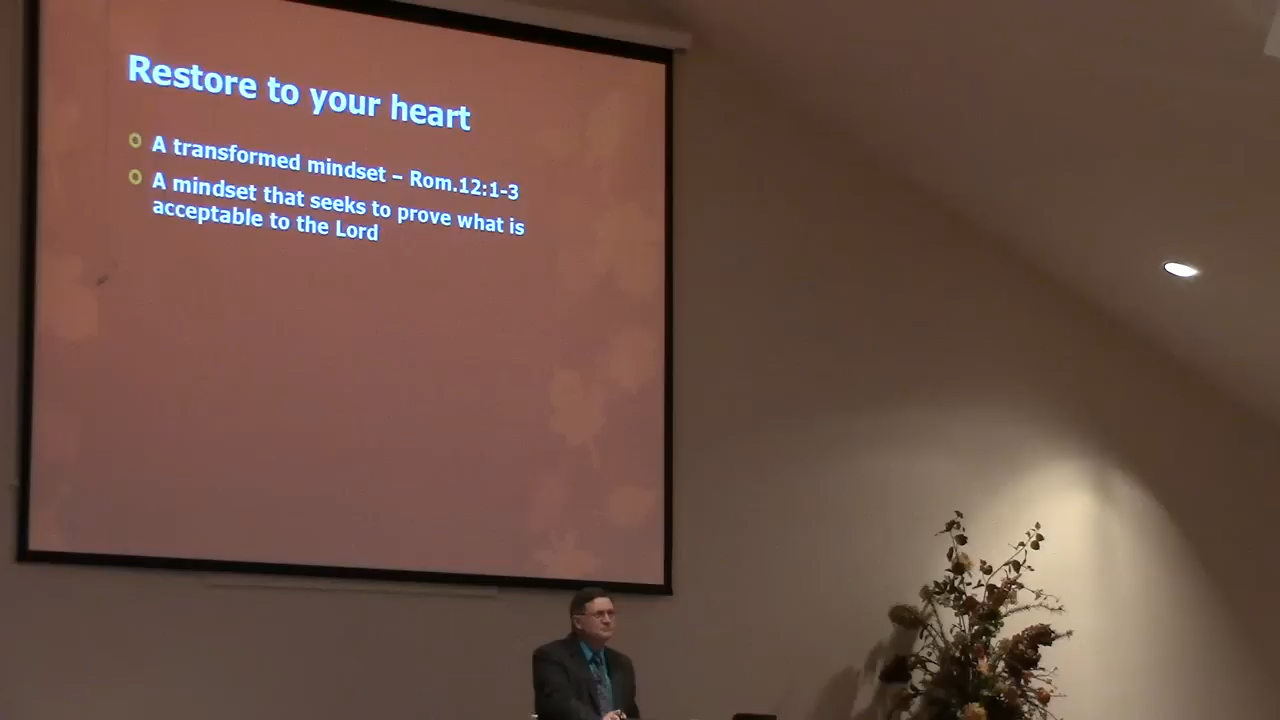 Restore to your heart
A transformed mindset – Rom.12:1-3
A mindset that seeks to prove what is
acceptable to the Lord